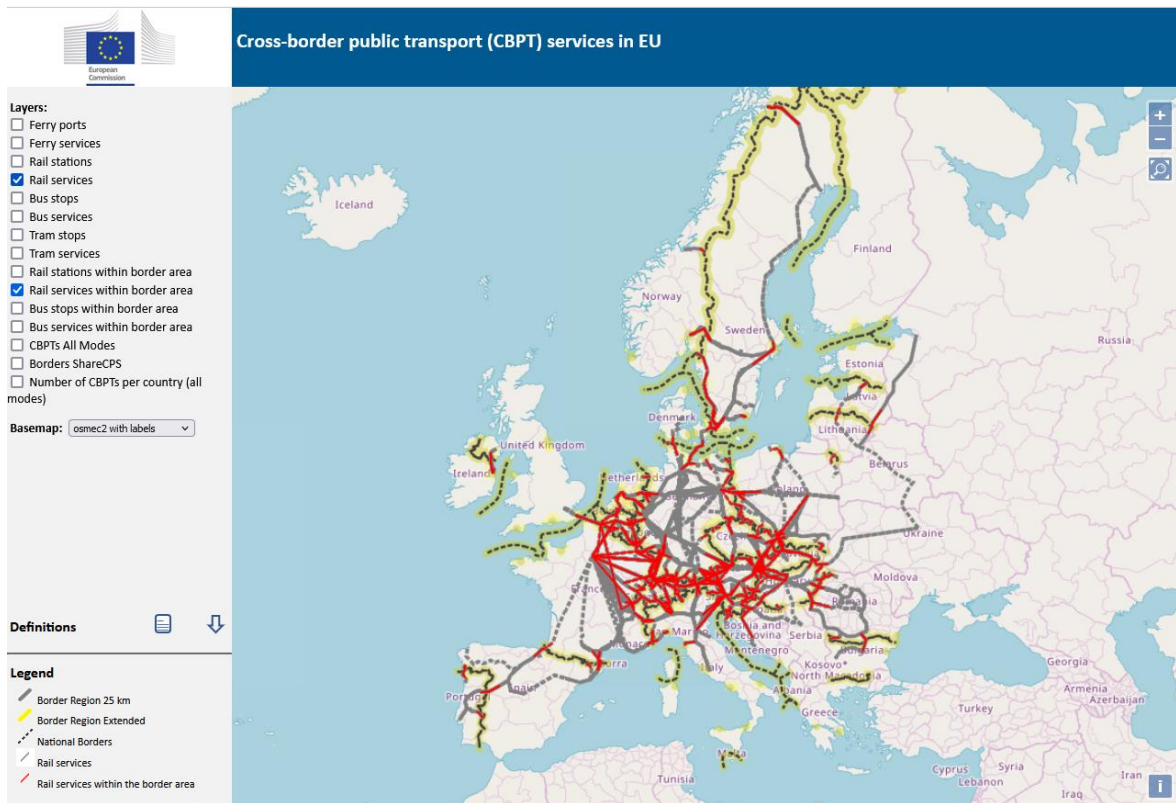 European
Commission
Cross-border public transport (CBPT) services in EU
Layers:
Ferry ports
Ferry services
Rail stations
Rail services
Bus stops
Bus services
Tram stops
Tram services
Rail stations within border area
Rail services within border area
Bus stops within border area
Bus services within border area
CBPTs All Modes
Borders ShareCPS
Number of CBPTs per country (all
modes)
Basemap: osmec2 with labels
Definitions
Legend
Border Region 25 km
Border Region Extended
National Borders
Rail services
Rail services within the border area
+
−
Iceland
Finland
Norway
Sweden
Russia
Estonia
Latvia
Denmark
Lithuania
United Kingdom
Ireland
Netherlands
Belarus
Ukraine
Moldova
Romania
Bosnia and
Herzegovina
Serbia
Montenegro
Bulgaria
Kosovo*
North Macedonia
Italy
Albania
Greece
Georgia
Armenia
Azerbaijan
Turkey
Malta
Tunisia
Cyprus
Syria
Lebanon
Iran
Iraq
i